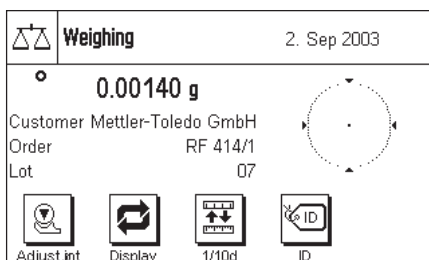 Weighing 2. Sep 2003
0.00140 g
Customer Mettler-Toledo GmbH
Order RF 414/1
Lot 07
ID
Adjust int Display 1/10d ID